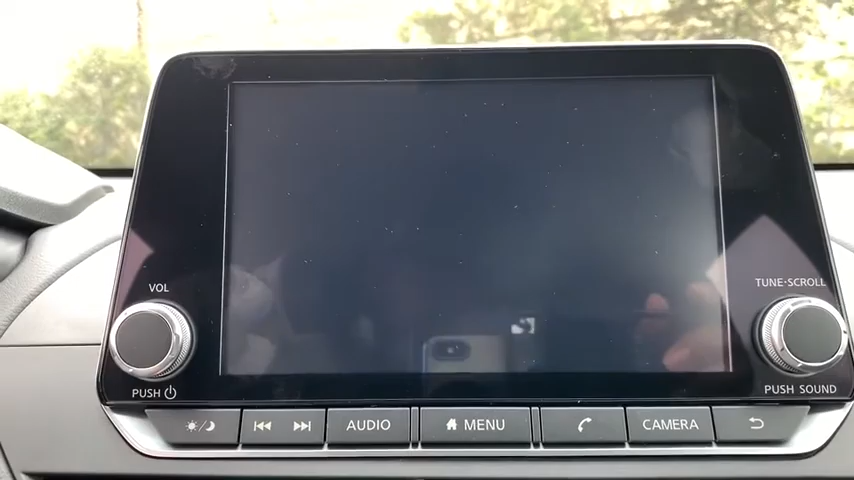 VOL
TUNE·SCROLL
PUSH
PUSH SOUND
AUDIO
MENU
CAMERA